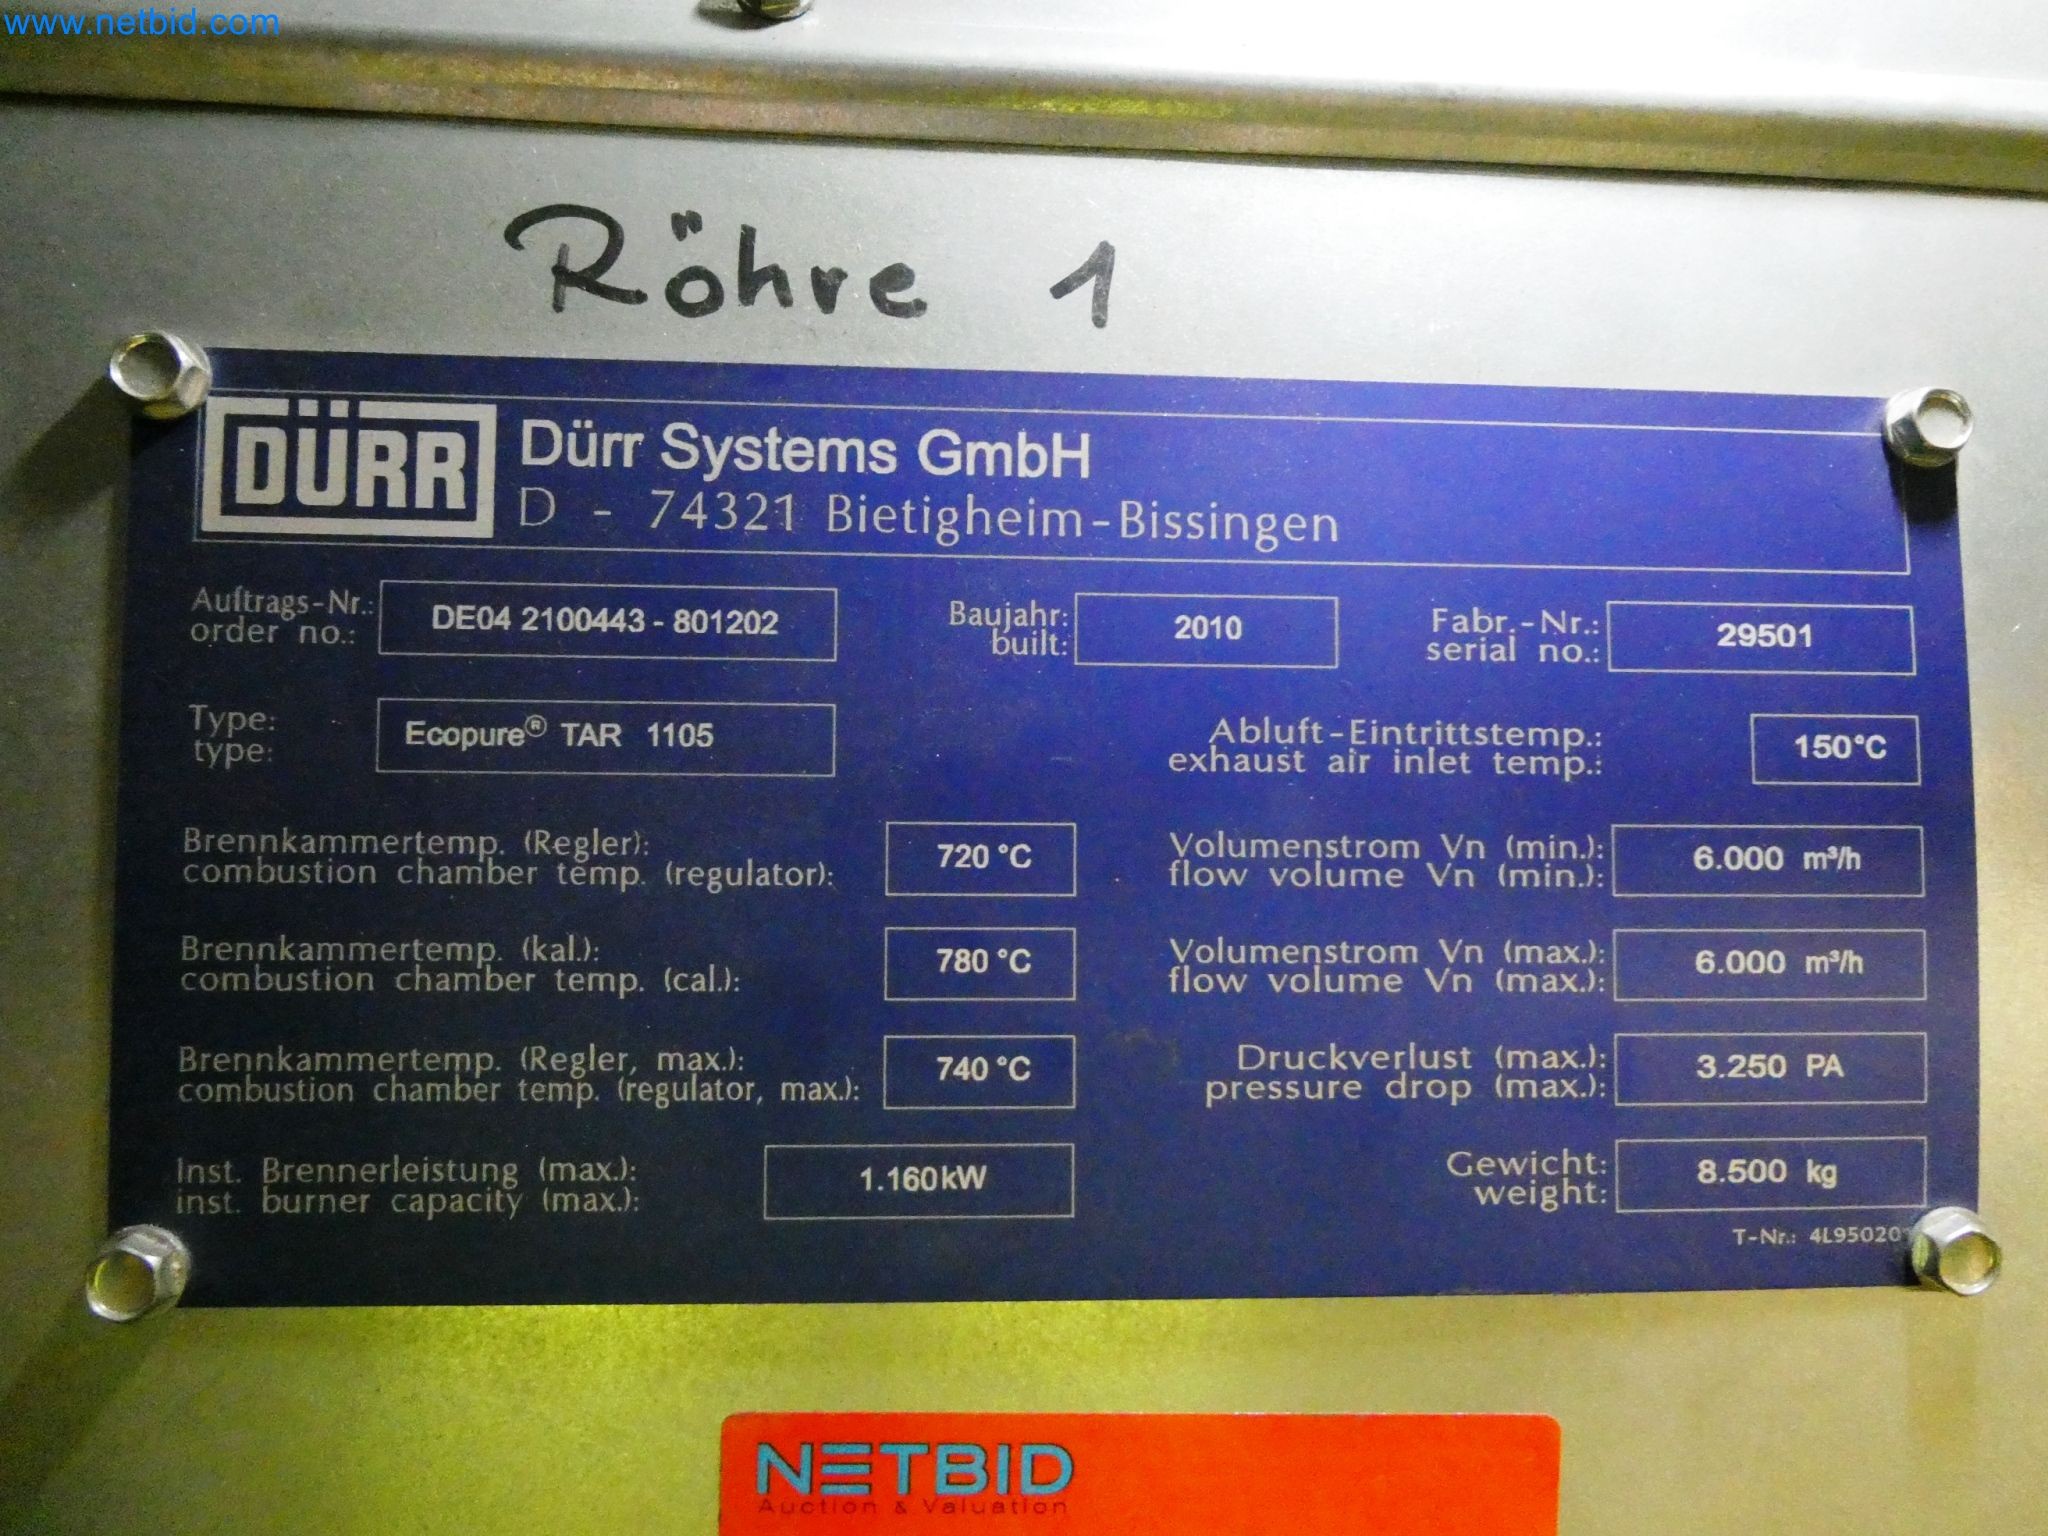 www.netbid.com
Röhre 1
DÜRR
Dürr Systems GmbH
D - 74321 Bietigheim-Bissingen
Auftrags-Nr.:
order no.:
DE04 2100443 - 801202
Baujahr:
built:
2010
Fabr.-Nr.:
serial no.:
29501
Type:
type:
Ecopure® TAR 1105
Abluft-Eintrittstemp.:
exhaust air inlet temp.:
150°C
Brennkammertemp. (Regler):
combustion chamber temp. (regulator):
720 °C
Volumenstrom Vn (min.):
flow volume Vn (min.):
6.000 m³/h
Brennkammertemp. (kal.):
combustion chamber temp. (cal.):
780 °C
Volumenstrom Vn (max.):
flow volume Vn (max.):
6.000 m³/h
Brennkammertemp. (Regler, max.):
combustion chamber temp. (regulator, max.):
740 °C
Druckverlust (max.):
pressure drop (max.):
3.250 PA
Inst. Brennerleistung (max.):
inst. burner capacity (max.):
1.160kW
Gewicht:
weight:
8.500 kg
T-Nr.:
NETBID
Auction & Valuation